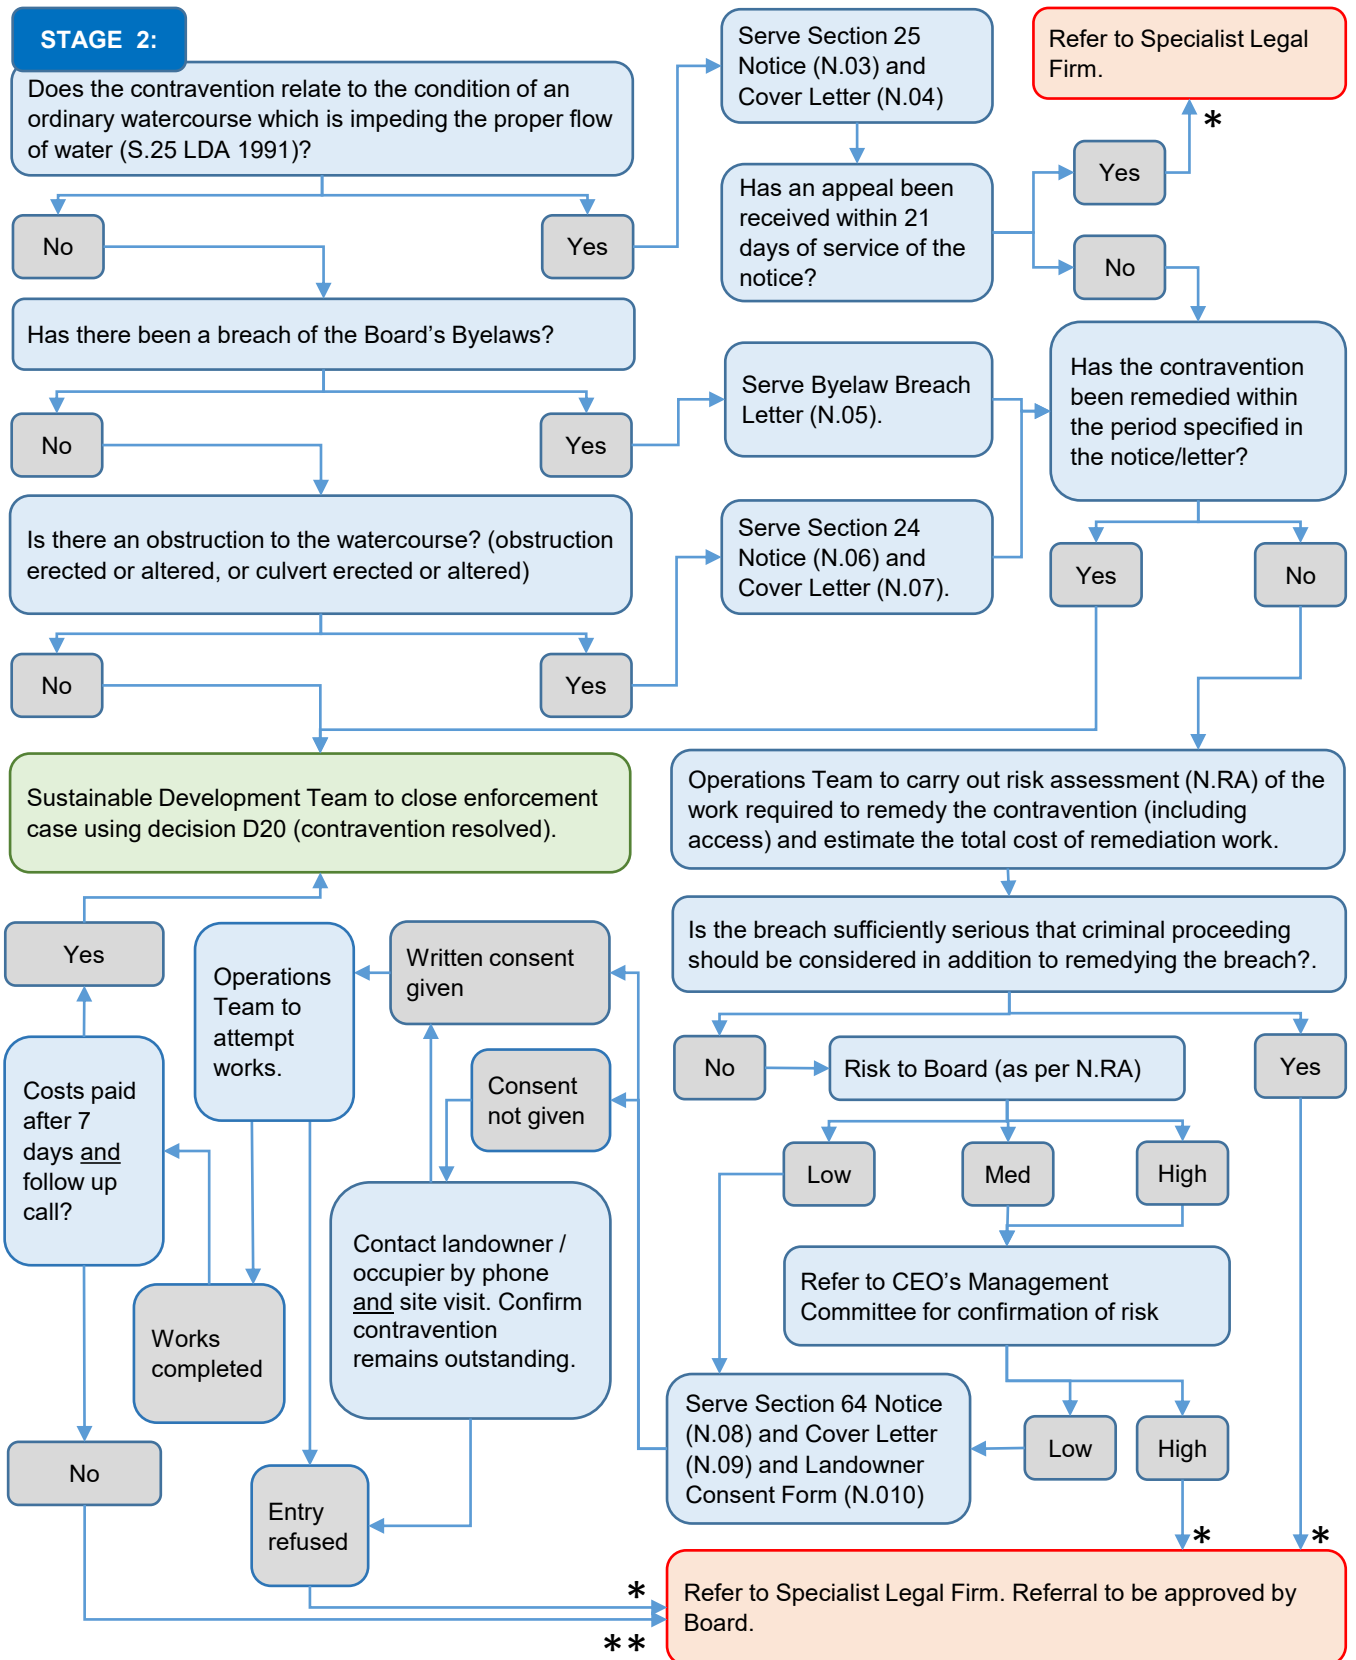 STAGE 2:
Does the contravention relate to the condition of an
ordinary watercourse which is impeding the proper flow
of water (S.25 LDA 1991)?
No
Yes
Serve Section 25
Notice (N.03) and
Cover Letter (N.04)
Refer to Specialist Legal
Firm.
*
Has an appeal been
received within 21
days of service of the
notice?
Yes
No
Has there been a breach of the Board’s Byelaws?
No
Yes
Serve Byelaw Breach
Letter (N.05).
Has the contravention
been remedied within
the period specified in
the notice/letter?
Is there an obstruction to the watercourse? (obstruction
erected or altered, or culvert erected or altered)
No
Yes
Serve Section 24
Notice (N.06) and
Cover Letter (N.07).
Yes
No
Sustainable Development Team to close enforcement
case using decision D20 (contravention resolved).
Operations Team to carry out risk assessment (N.RA) of the
work required to remedy the contravention (including
access) and estimate the total cost of remediation work.
Is the breach sufficiently serious that criminal proceeding
should be considered in addition to remedying the breach?.
No
Yes
Risk to Board (as per N.RA)
Low
Med
High
Refer to CEO’s Management
Committee for confirmation of risk
Low
High
Serve Section 64 Notice
(N.08) and Cover Letter
(N.09) and Landowner
Consent Form (N.010)
Written consent
given
Consent
not given
Contact landowner /
occupier by phone
and site visit. Confirm
contravention
remains outstanding.
Operations
Team to
attempt
works.
Works
completed
Entry
refused
Yes
Costs paid
after 7
days and
follow up
call?
No
*
*
*
**
Refer to Specialist Legal Firm. Referral to be approved by
Board.